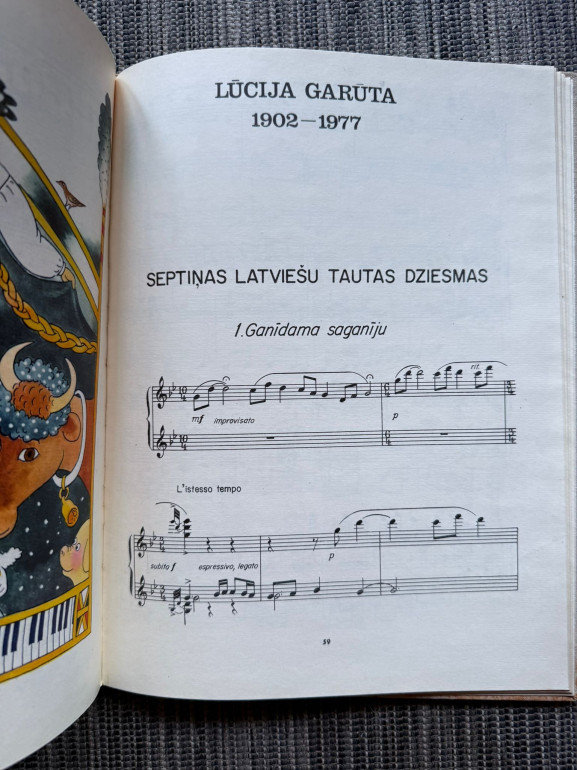 LŪCIJA GARŪTA
1902—1977
SEPTIŅAS LATVIEŠU TAUTAS DZIESMAS
1. Ganīdama saganīju
rit.
mf improvisato
p
L'istesso tempo
subito f espressivo, legato
p
59